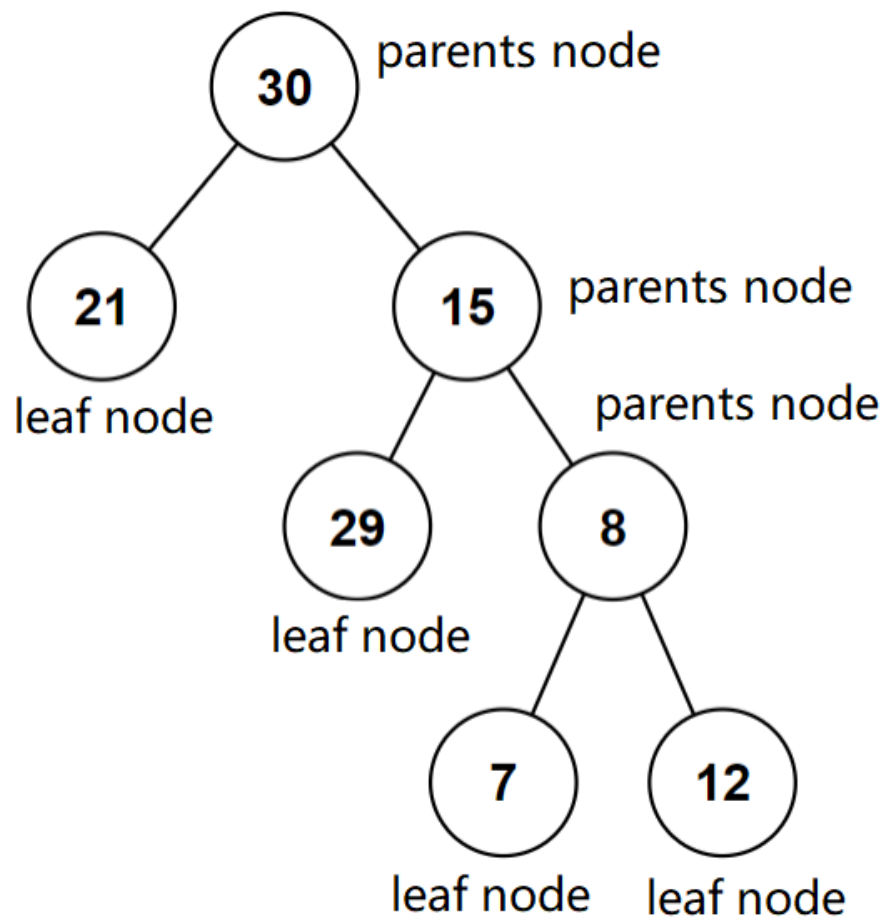 30
parents node
21
15
parents node
leaf node
parents node
29
8
leaf node
7
12
leaf node
leaf node